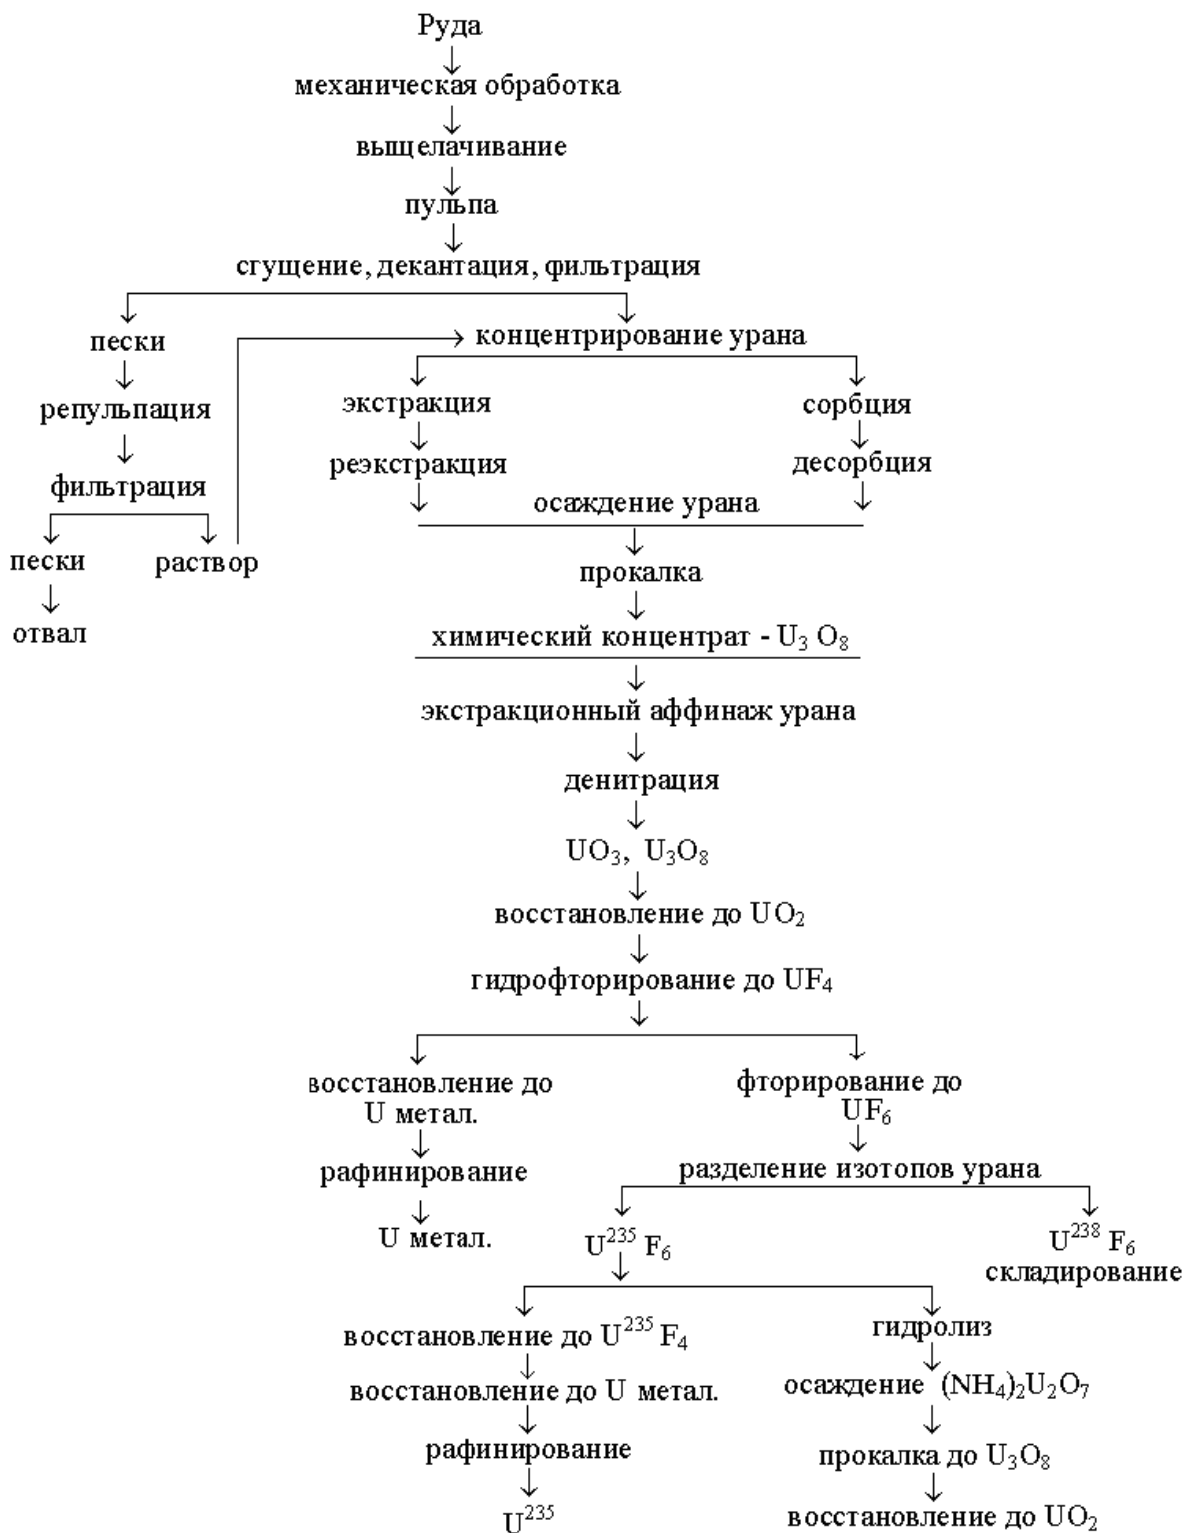 Руда
механическая обработка
выщелачивание
пульпа
сгущение, декантация, фильтрация
пески
концентрирование урана
репульпация
экстракция
сорбция
фильтрация
реэкстракция
десорбция
осаждение урана
пески
раствор
прокалка
отвал
химический концентрат - U₃ O₈
экстракционный аффинаж урана
денитрация
UO₃, U₃O₈
восстановление до UO₂
гидрофторирование до UF₄
восстановление до
U метал.
фторирование до
UF₆
рафинирование
разделение изотопов урана
U метал.
U²³⁵ F₆
U²³⁸ F₆
складирование
восстановление до U²³⁵ F₄
гидролиз
восстановление до U метал.
осаждение (NH₄)₂U₂O₇
рафинирование
прокалка до U₃O₈
U²³⁵
восстановление до UO₂